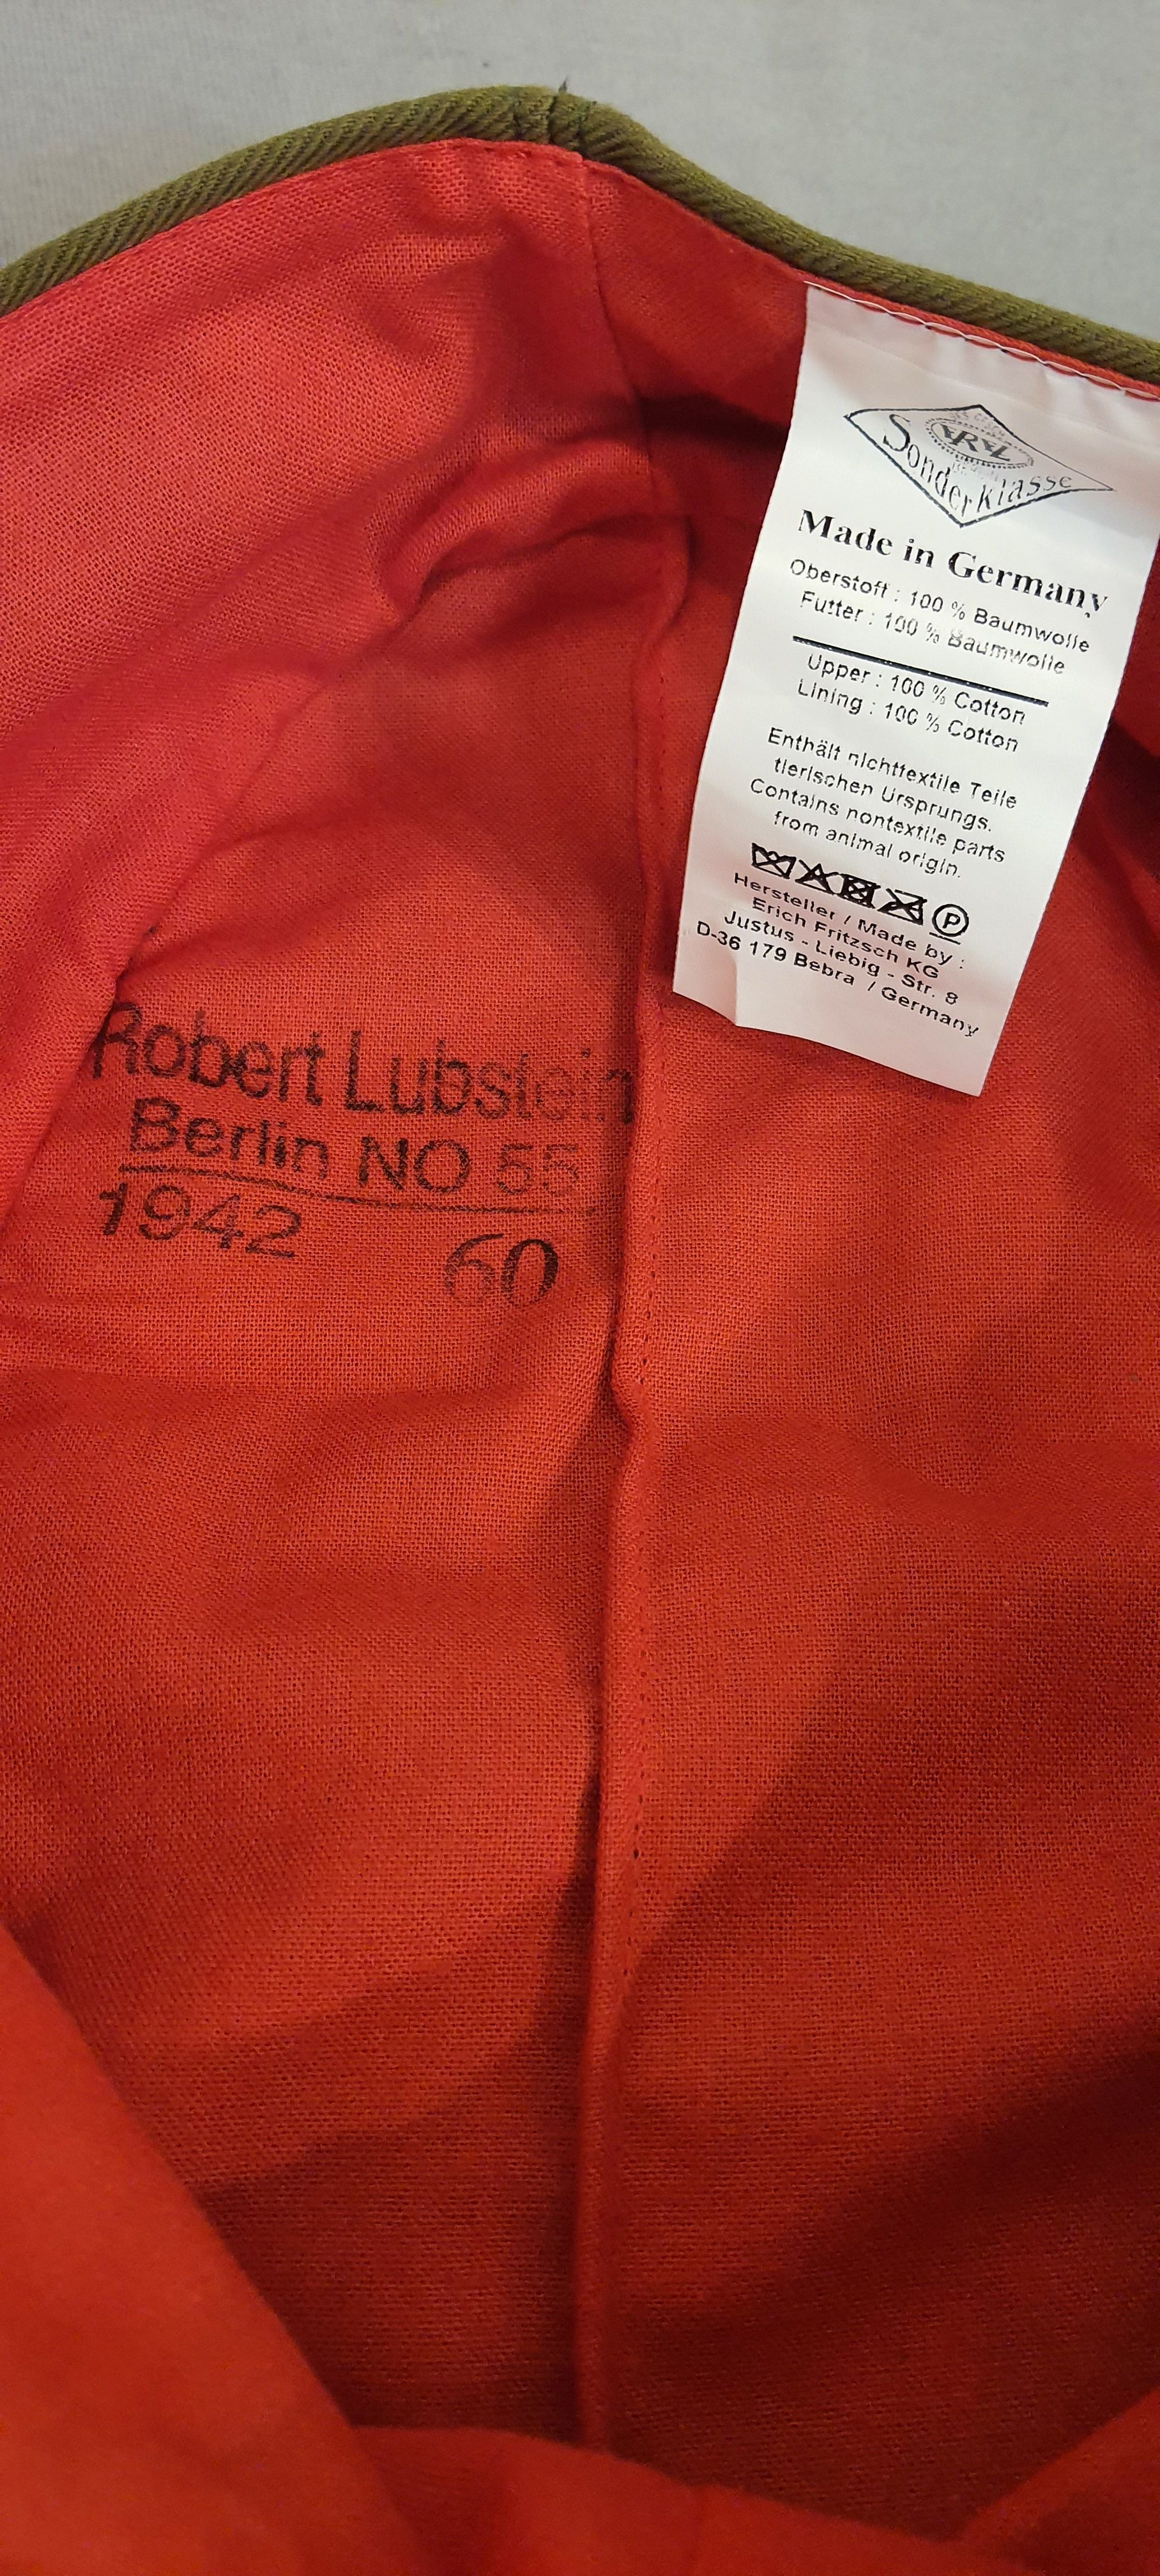 EREL
Sonderklasse
Made in Germany
Oberstoff : 100 % Baumwolle
Futter : 100 % Baumwolle
Upper : 100 % Cotton
Lining : 100 % Cotton
Enthält nichttextile Teile
tierischen Ursprungs.
Contains nontextile parts
from animal origin.
P
Hersteller / Made by :
Erich Fritzsch KG
Justus - Liebig - Str. 8
D-36 179 Bebra / Germany
Robert Lubstein
Berlin NO 55
1942 60